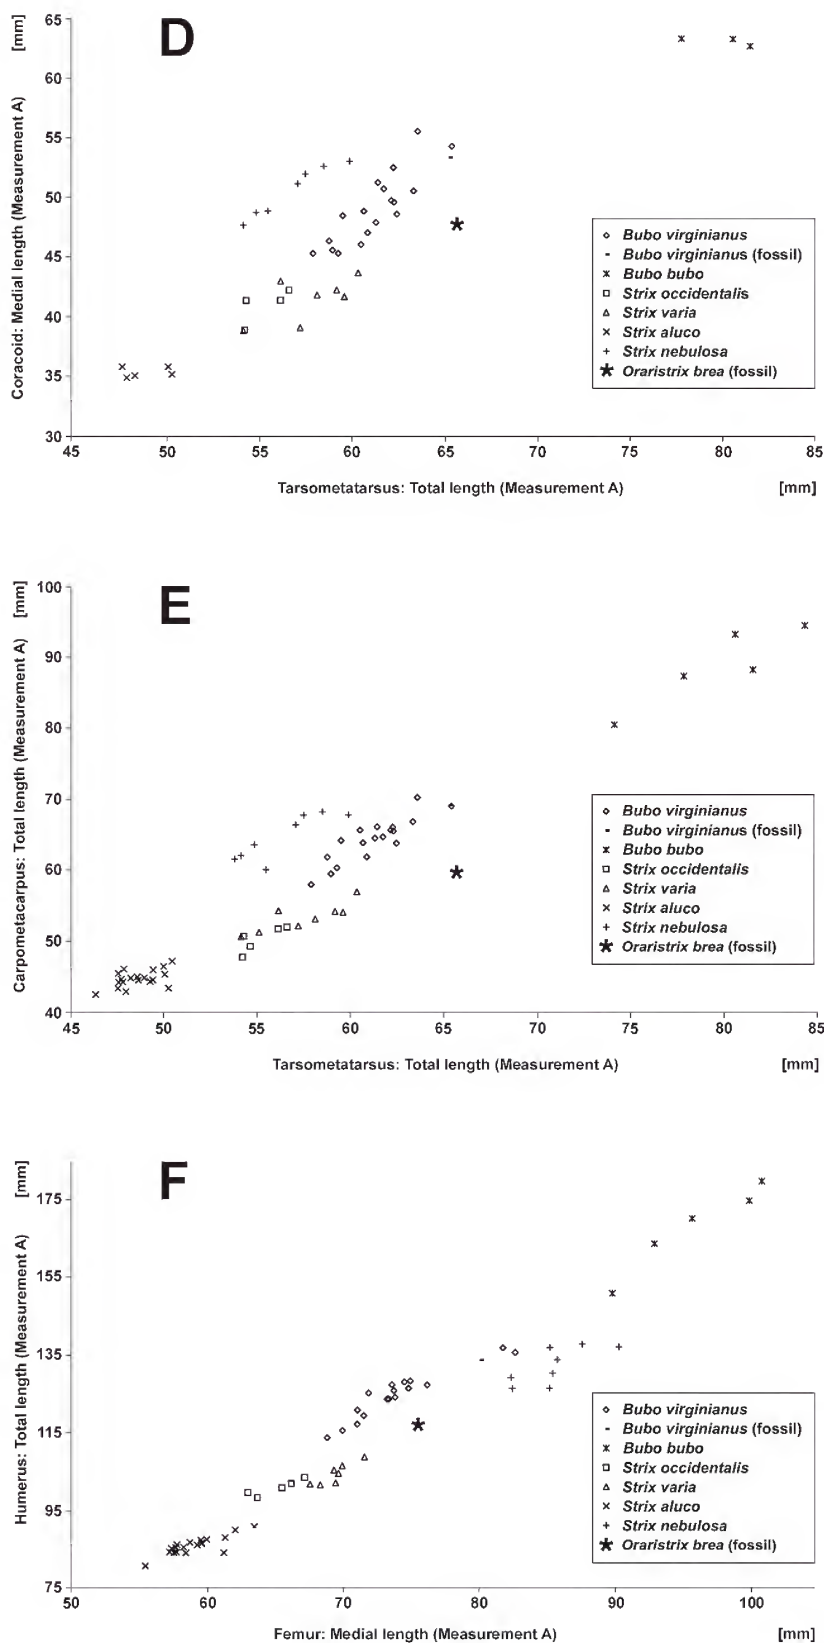 D
[mm]
Coracoid: Medial length (Measurement A)
65
60
55
50
45
40
35
30
45 50 55 60 65 70 75 80 85
Tarsometatarsus: Total length (Measurement A) [mm]
Bubo virginianus
Bubo virginianus (fossil)
Bubo bubo
Strix occidentalis
Strix varia
Strix aluco
Strix nebulosa
Oraristrix brea (fossil)
E
[mm]
Carpometacarpus: Total length (Measurement A)
100
90
80
70
60
50
40
45 50 55 60 65 70 75 80 85
Tarsometatarsus: Total length (Measurement A) [mm]
Bubo virginianus
Bubo virginianus (fossil)
Bubo bubo
Strix occidentalis
Strix varia
Strix aluco
Strix nebulosa
Oraristrix brea (fossil)
F
[mm]
Humerus: Total length (Measurement A)
175
155
135
115
95
75
50 60 70 80 90 100
Femur: Medial length (Measurement A) [mm]
Bubo virginianus
Bubo virginianus (fossil)
Bubo bubo
Strix occidentalis
Strix varia
Strix aluco
Strix nebulosa
Oraristrix brea (fossil)